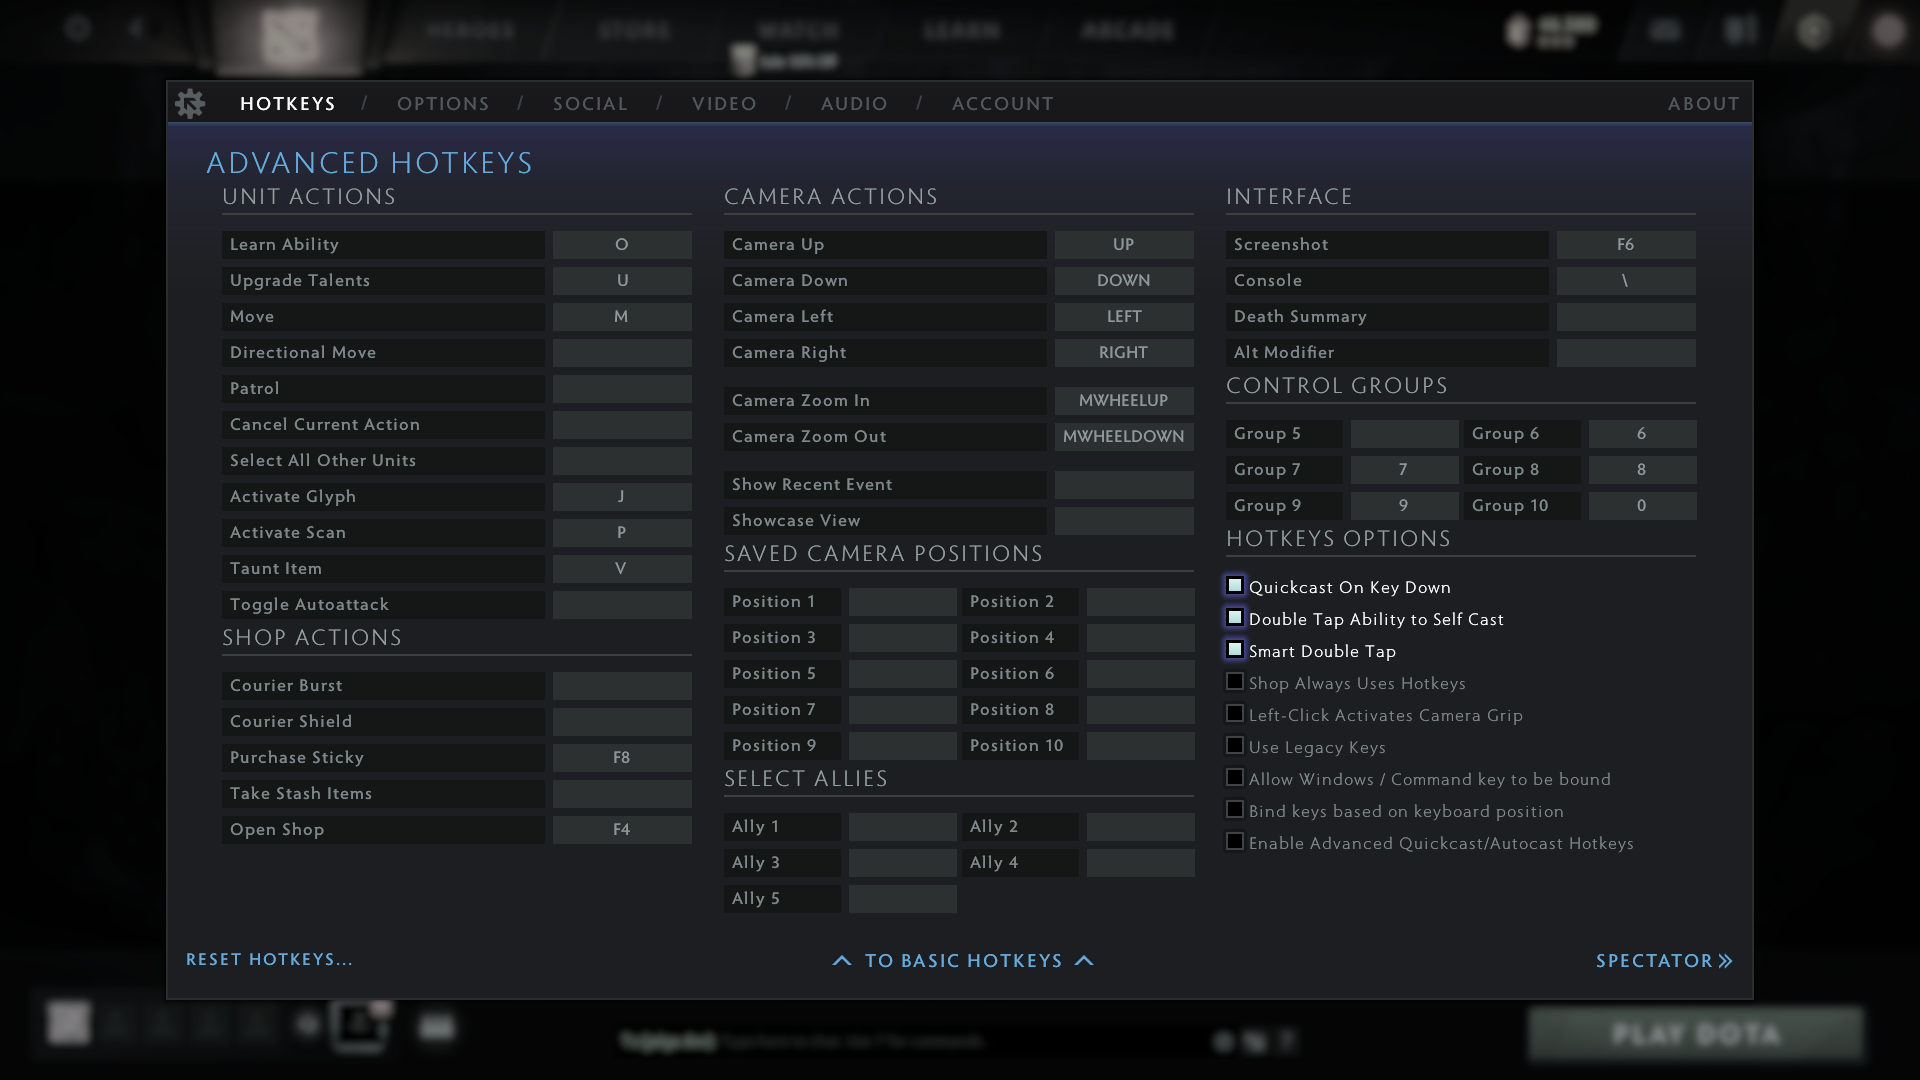 HEROES
STORE
WATCH
LEARN
ARCADE
HOTKEYS / OPTIONS / SOCIAL / VIDEO / AUDIO / ACCOUNT
ABOUT
ADVANCED HOTKEYS
UNIT ACTIONS
Learn Ability O
Upgrade Talents U
Move M
Directional Move
Patrol
Cancel Current Action
Select All Other Units
Activate Glyph J
Activate Scan P
Taunt Item V
Toggle Autoattack
SHOP ACTIONS
Courier Burst
Courier Shield
Purchase Sticky F8
Take Stash Items
Open Shop F4
CAMERA ACTIONS
Camera Up UP
Camera Down DOWN
Camera Left LEFT
Camera Right RIGHT
Camera Zoom In MWHEELUP
Camera Zoom Out MWHEELDOWN
Show Recent Event
Showcase View
SAVED CAMERA POSITIONS
Position 1 Position 2
Position 3 Position 4
Position 5 Position 6
Position 7 Position 8
Position 9 Position 10
SELECT ALLIES
Ally 1 Ally 2
Ally 3 Ally 4
Ally 5
INTERFACE
Screenshot F6
Console \
Death Summary
Alt Modifier
CONTROL GROUPS
Group 5 Group 6 6
Group 7 7 Group 8 8
Group 9 9 Group 10 0
HOTKEYS OPTIONS
Quickcast On Key Down
Double Tap Ability to Self Cast
Smart Double Tap
Shop Always Uses Hotkeys
Left-Click Activates Camera Grip
Use Legacy Keys
Allow Windows / Command key to be bound
Bind keys based on keyboard position
Enable Advanced Quickcast/Autocast Hotkeys
RESET HOTKEYS...
TO BASIC HOTKEYS
SPECTATOR
PLAY DOTA